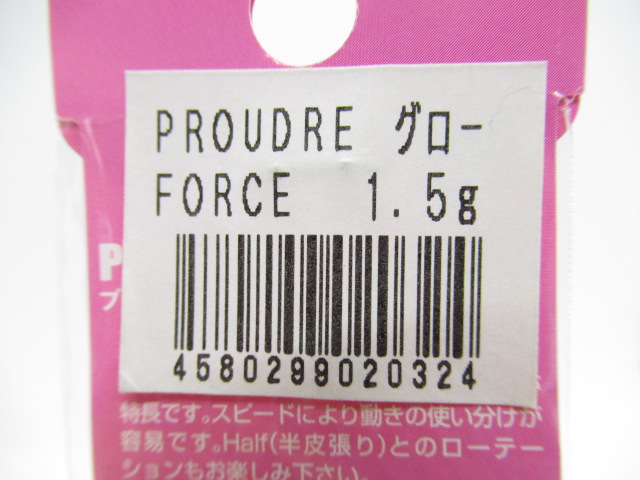 PROUDRE グロー
FORCE 1.5g
4580299020324
P
プ
特長です。スピードにより動きの使い分けが
容易です。Half(半皮張り)とのローテー
ションもお楽しみ下さい。